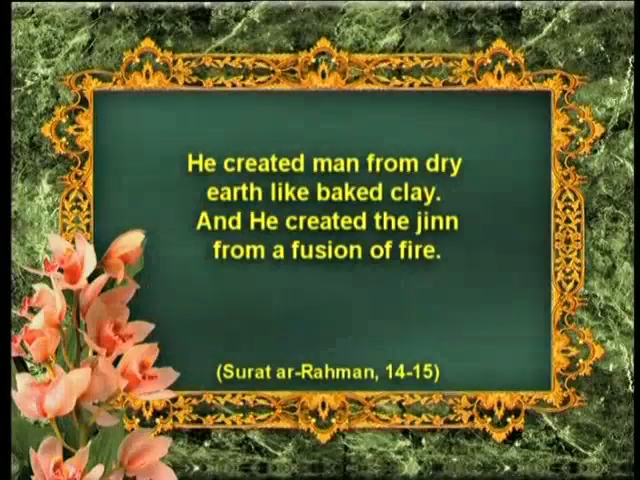 He created man from dry
earth like baked clay.
And He created the jinn
from a fusion of fire.
(Surat ar-Rahman, 14-15)